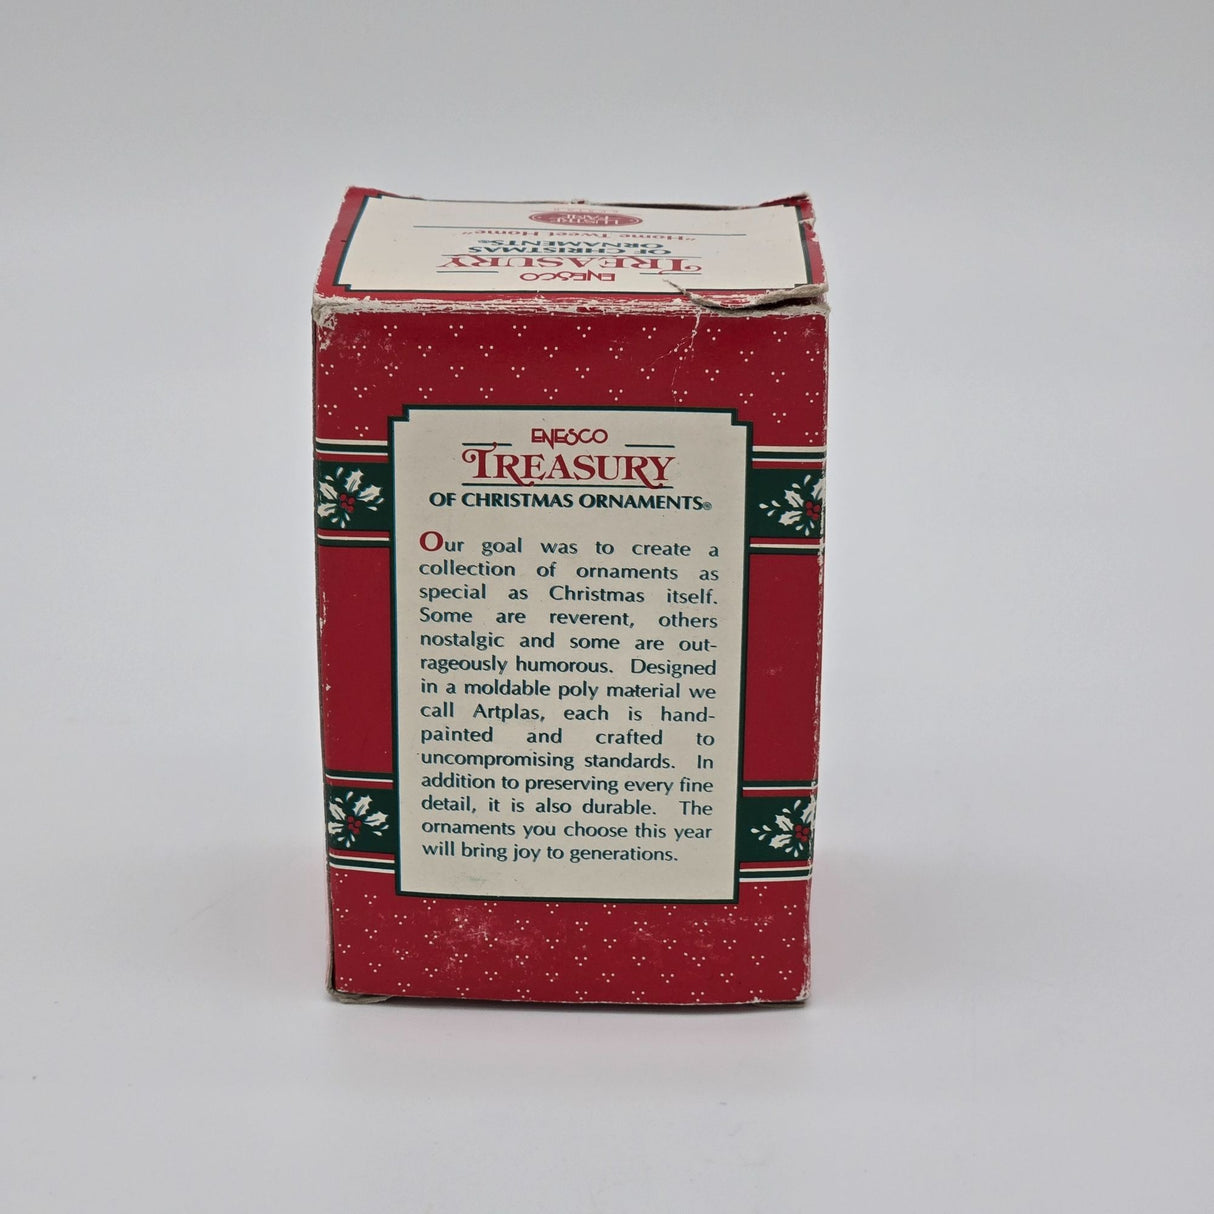 ENESCO
TREASURY
OF CHRISTMAS
ORNAMENTS®
"Home Tweet Home"
ENESCO
TREASURY
OF CHRISTMAS ORNAMENTS®
Our goal was to create a
collection of ornaments as
special as Christmas itself.
Some are reverent, others
nostalgic and some are out-
rageously humorous. Designed
in a moldable poly material we
call Artplas, each is hand-
painted and crafted to
uncompromising standards. In
addition to preserving every fine
detail, it is also durable. The
ornaments you choose this year
will bring joy to generations.